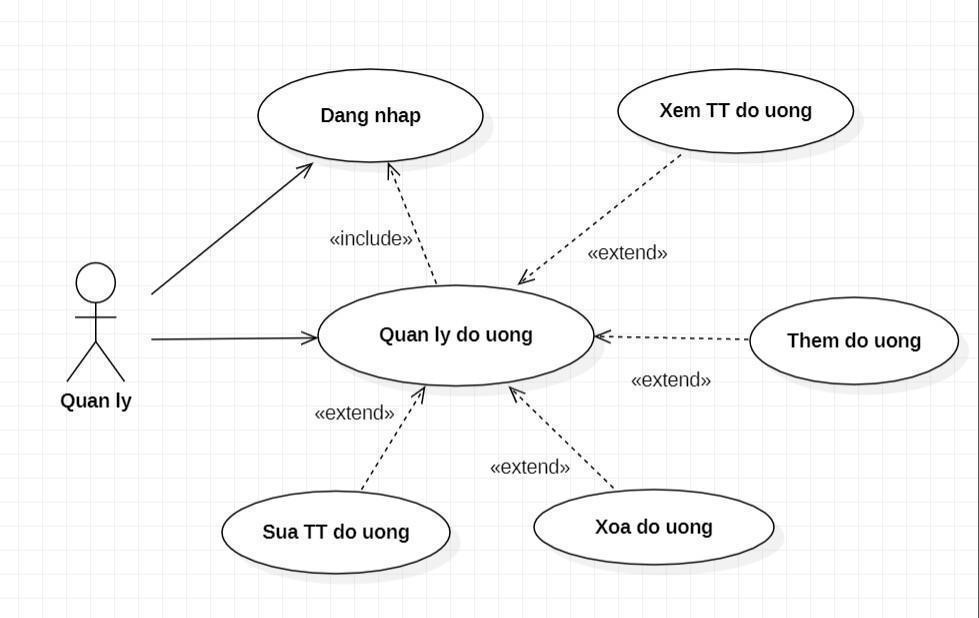 Dang nhap
Xem TT do uong
«include»
«extend»
Quan ly do uong
Them do uong
«extend»
Quan ly
«extend»
«extend»
Sua TT do uong
Xoa do uong